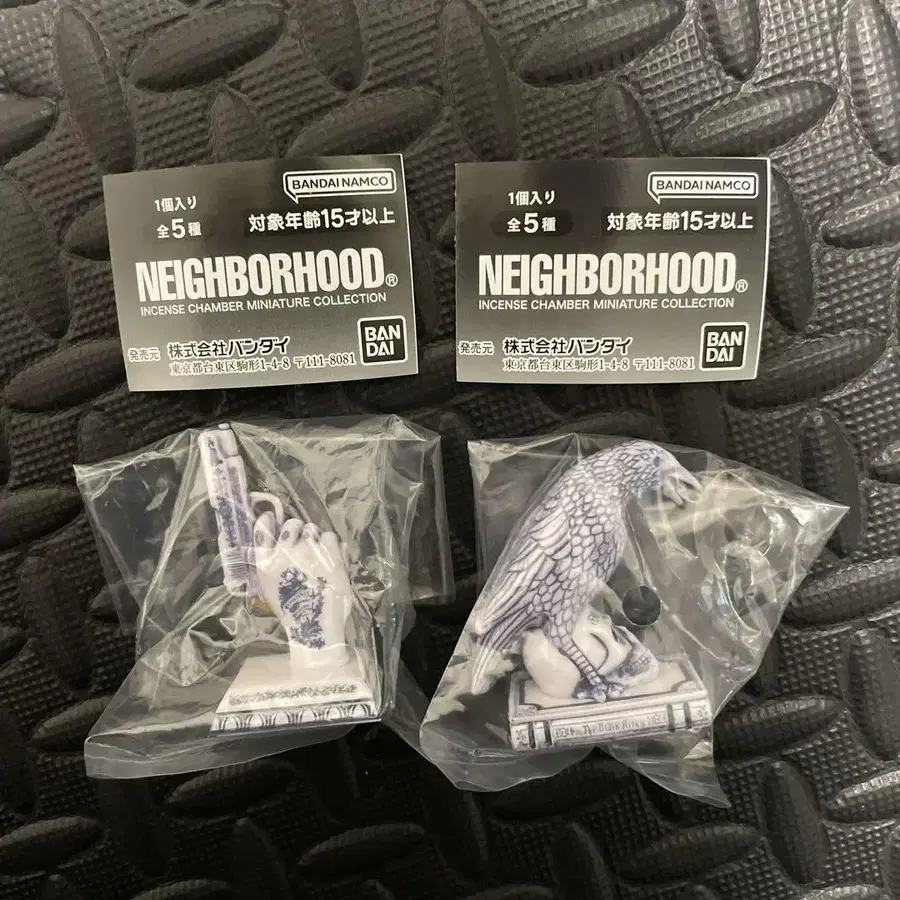 BANDAI NAMCO
1個入り
全5種
対象年齢15才以上
NEIGHBORHOOD®
INCENSE CHAMBER MINIATURE COLLECTION
発売元 株式会社バンダイ
東京都台東区駒形1-4-8 〒111-8081
BAN
DAI
BANDAI NAMCO
1個入り
全5種
対象年齢15才以上
NEIGHBORHOOD®
INCENSE CHAMBER MINIATURE COLLECTION
発売元 株式会社バンダイ
東京都台東区駒形1-4-8 〒111-8081
BAN
DAI